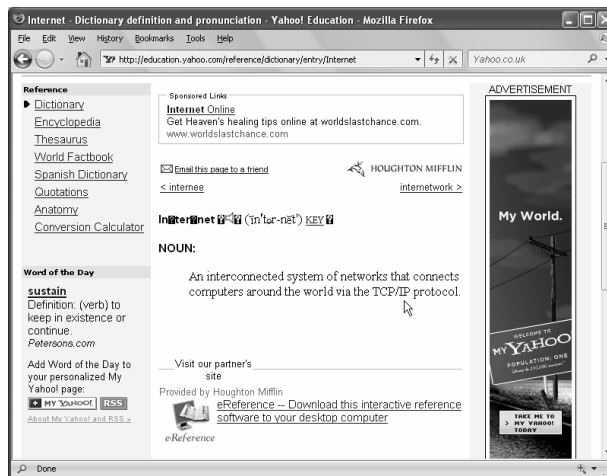 Internet - Dictionary definition and pronunciation - Yahoo! Education - Mozilla Firefox
File Edit View History Bookmarks Tools Help
http://education.yahoo.com/reference/dictionary/entry/Internet
Yahoo.co.uk
Reference
Dictionary
Encyclopedia
Thesaurus
World Factbook
Spanish Dictionary
Quotations
Anatomy
Conversion Calculator
Word of the Day
sustain
Definition: (verb) to
keep in existence or
continue.
Petersons.com
Add Word of the Day to
your personalized My
Yahoo! page:
MY YAHOO! RSS
About My Yahoo! and RSS »
Sponsored Links
Internet Online
Get Heaven's healing tips online at worldslastchance.com.
www.worldslastchance.com
Email this page to a friend
HOUGHTON MIFFLIN
< internee
internetwork >
In�ter�net � � (ĭn'tər-nĕt') KEY �
NOUN:
An interconnected system of networks that connects
computers around the world via the TCP/IP protocol.
Visit our partner's
site
Provided by Houghton Mifflin
eReference -- Download this interactive reference
software to your desktop computer
e-Reference
ADVERTISEMENT
My World.
WELCOME TO
MY YAHOO!
POPULATION: ONE
TAKE ME TO
> MY YAHOO!
TODAY
Done